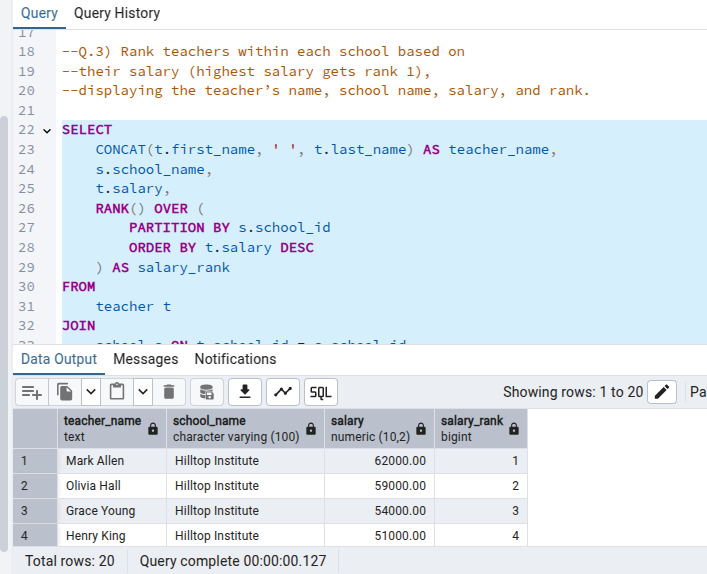 Query Query History
17
18 --Q.3) Rank teachers within each school based on
19 --their salary (highest salary gets rank 1),
20 --displaying the teacher’s name, school name, salary, and rank.
21
22 SELECT
23 CONCAT(t.first_name, ' ', t.last_name) AS teacher_name,
24 s.school_name,
25 t.salary,
26 RANK() OVER (
27 PARTITION BY s.school_id
28 ORDER BY t.salary DESC
29 ) AS salary_rank
30 FROM
31 teacher t
32 JOIN
33 school s ON t.school_id = s.school_id
Data Output Messages Notifications
SQL Showing rows: 1 to 20 Pa
teacher_name school_name salary salary_rank
text character varying (100) numeric (10,2) bigint
1 Mark Allen Hilltop Institute 62000.00 1
2 Olivia Hall Hilltop Institute 59000.00 2
3 Grace Young Hilltop Institute 54000.00 3
4 Henry King Hilltop Institute 51000.00 4
Total rows: 20 Query complete 00:00:00.127